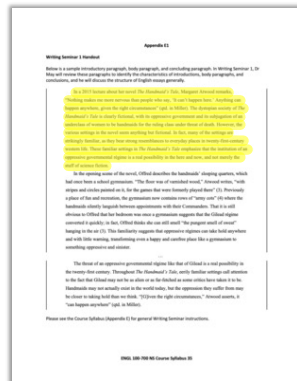 Appendix E1
Writing Seminar 1 Handout
Below is a sample introductory paragraph, body paragraph, and concluding paragraph. In Writing Seminar 1, Dr
May will review these paragraphs to identify the characteristics of introductions, body paragraphs, and
conclusions, and he will discuss the structure of English essays generally.
In a 2015 lecture about her novel The Handmaid's Tale, Margaret Atwood remarks,
"Nothing makes me more nervous than people who say, 'It can't happen here.' Anything can
happen anywhere, given the right circumstances" (qtd. in Miller). The dystopian society of The
Handmaid's Tale is clearly fictional, with its oppressive government and its subjugation of an
underclass of women to be handmaids for the ruling class under threat of death. However, the
various settings in the novel seem anything but fictional. In fact, many of the settings are
strikingly familiar, as they bear strong resemblances to everyday places in twenty-first century
western life. These familiar settings in The Handmaid's Tale emphasize that the institution of an
oppressive governmental regime is a real possibility in the here and now, and not merely the
stuff of science fiction.
In the opening scene of the novel, Offred describes the handmaids' sleeping quarters, which
had once been a school gymnasium. "The floor was of varnished wood," Atwood writes, "with
stripes and circles painted on it, for the games that were formerly played there" (3). Previously
a place of fun and recreation, the gymnasium now contains rows of "army cots" (4) where the
handmaids silently languish between appointments with their Commanders. That it is still
obvious to Offred that her bedroom was once a gymnasium suggests that the Gilead regime
converted it quickly; in fact, Offred thinks she can still smell "the pungent smell of sweat"
hanging in the air (3). This familiarity suggests that oppressive regimes can take hold anywhere
and with little warning, transforming even a happy and carefree place like a gymnasium to
something oppressive and sinister.
...
The threat of an oppressive governmental regime like that of Gilead is a real possibility in
the twenty-first century. Throughout The Handmaid's Tale, eerily familiar settings call attention
to the fact that Gilead may not be as alien or as far-fetched as some critics have taken it to be.
Handmaids may not actually exist in the world today, but the oppression they suffer from may
be closer to taking hold than we think. "[G]iven the right circumstances," Atwood asserts, it
"can happen anywhere" (qtd. in Miller).
Please see the Course Syllabus (Appendix E) for general Writing Seminar instructions.
ENGL 100-709 NS Course Syllabus 35